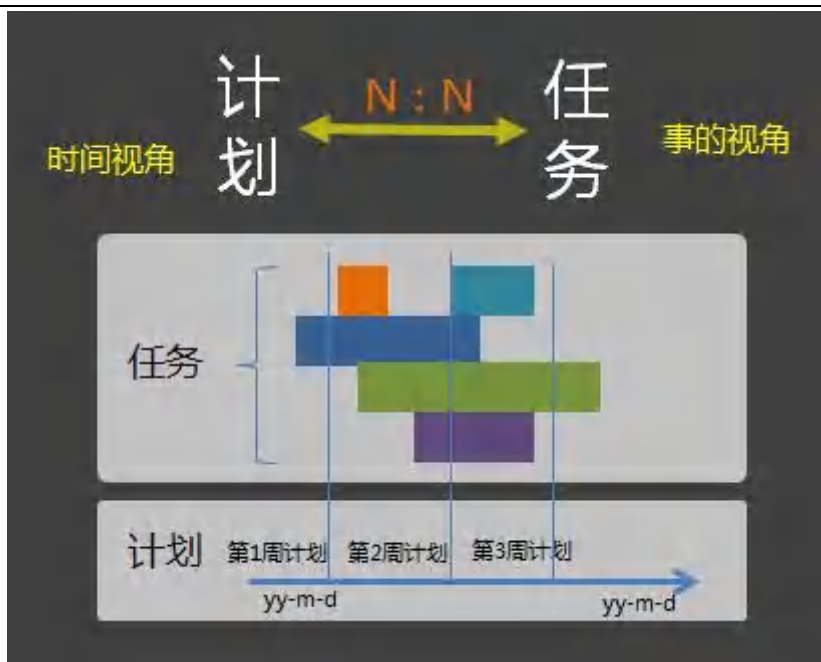 计划
N：N
任务
时间视角
事的视角
任务
计划
第1周计划
第2周计划
第3周计划
yy-m-d
yy-m-d